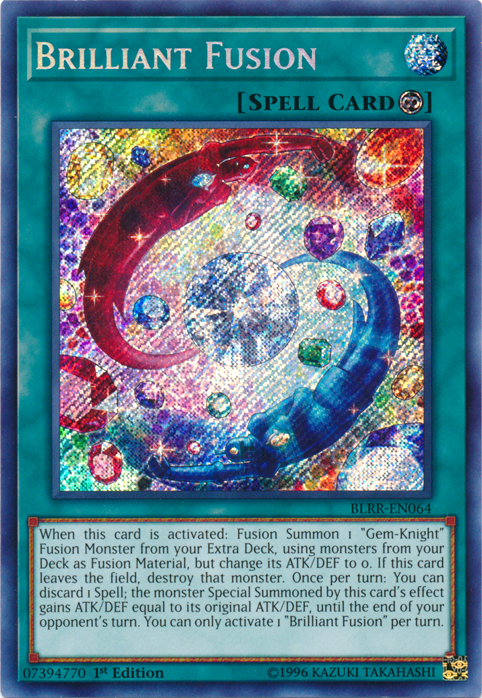 BRILLIANT FUSION
[SPELL CARD]
BLRR-EN064
When this card is activated: Fusion Summon 1 "Gem-Knight"
Fusion Monster from your Extra Deck, using monsters from your
Deck as Fusion Material, but change its ATK/DEF to 0. If this card
leaves the field, destroy that monster. Once per turn: You can
discard 1 Spell; the monster Special Summoned by this card's effect
gains ATK/DEF equal to its original ATK/DEF, until the end of your
opponent's turn. You can only activate 1 "Brilliant Fusion" per turn.
07394770 1st Edition ©1996 KAZUKI TAKAHASHI